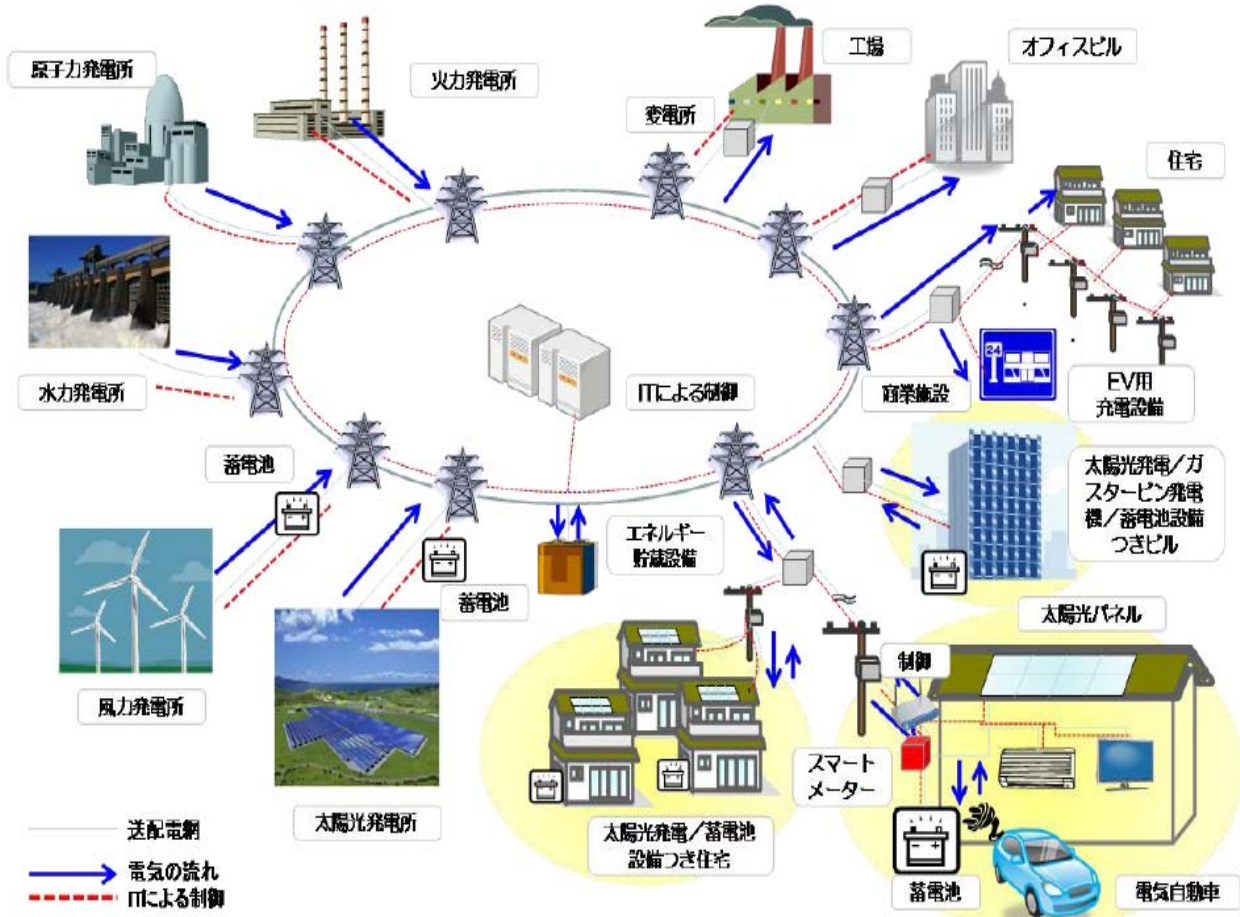 原子力発電所
火力発電所
工場
オフィスビル
変電所
住宅
水力発電所
ITによる制御
商業施設
24
EV用
充電設備
蓄電池
太陽光発電/ガ
スタービン発電
機/蓄電池設備
つきビル
エネルギー
貯蔵設備
蓄電池
太陽光パネル
制御
風力発電所
スマート
メーター
太陽光発電所
太陽光発電/蓄電池
設備つき住宅
蓄電池
電気自動車
送配電網
電気の流れ
ITによる制御